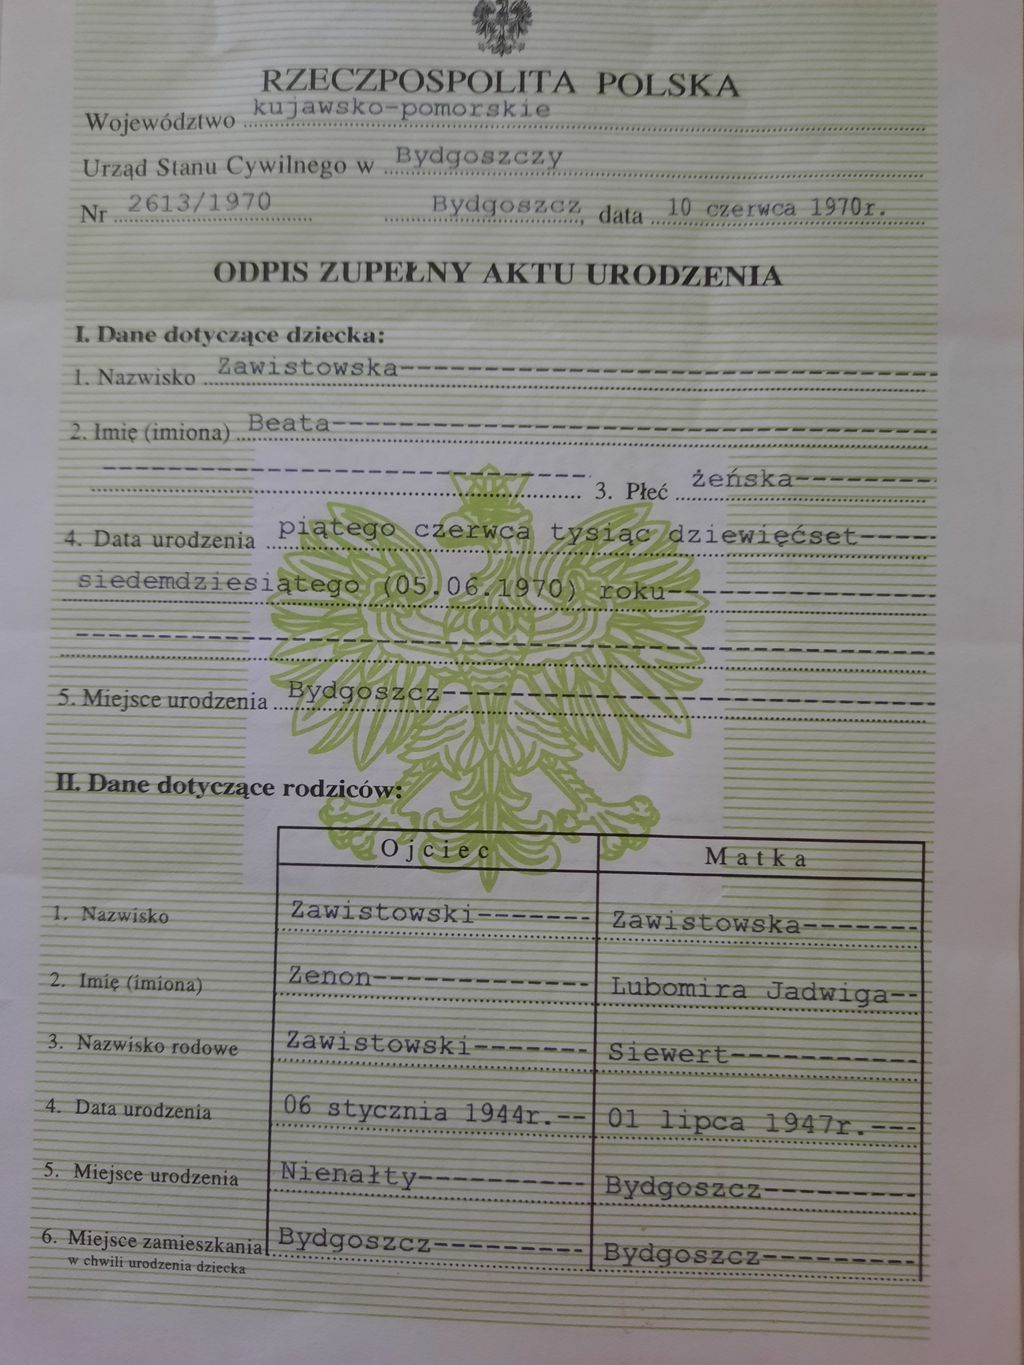 RZECZPOSPOLITA POLSKA
Województwo kujawsko-pomorskie
Urząd Stanu Cywilnego w Bydgoszczy
Nr 2613/1970 Bydgoszcz, data 10 czerwca 1970r.
ODPIS ZUPEŁNY AKTU URODZENIA
I. Dane dotyczące dziecka:
1. Nazwisko Zawistowska
2. Imię (imiona) Beata
3. Płeć żeńska
4. Data urodzenia piątego czerwca tysiąc dziewięćset
siedemdziesiątego (05.06.1970) roku
5. Miejsce urodzenia Bydgoszcz
II. Dane dotyczące rodziców:
Ojciec Matka
1. Nazwisko Zawistowski Zawistowska
2. Imię (imiona) Zenon Lubomira Jadwiga
3. Nazwisko rodowe Zawistowski Siewert
4. Data urodzenia 06 stycznia 1944r. 01 lipca 1947r.
5. Miejsce urodzenia Nienałty Bydgoszcz
6. Miejsce zamieszkania Bydgoszcz Bydgoszcz
w chwili urodzenia dziecka